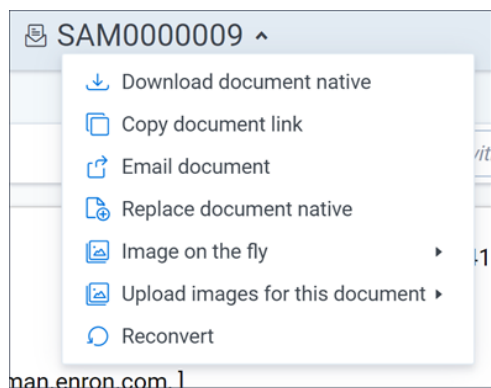 SAM0000009
Download document native
Copy document link
Email document
Replace document native
Image on the fly
Upload images for this document
Reconvert
man.enron.com, ]